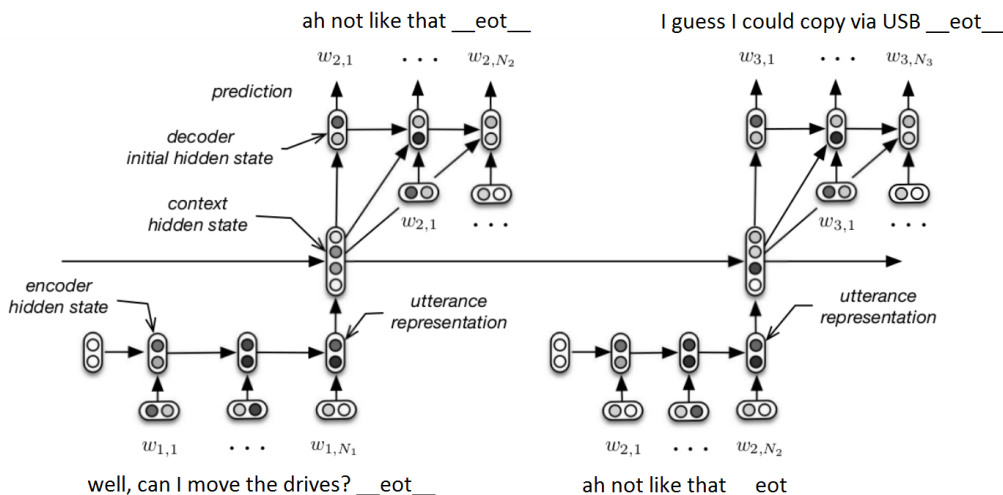 ah not like that __eot__
I guess I could copy via USB __eot__
w2,1 · · · w2,N2
w3,1 · · · w3,N3
prediction
decoder
initial hidden state
context
hidden state
w2,1 · · ·
w3,1 · · ·
encoder
hidden state
utterance
representation
utterance
representation
w1,1 · · · w1,N1
w2,1 · · · w2,N2
well, can I move the drives? __eot__
ah not like that __eot__